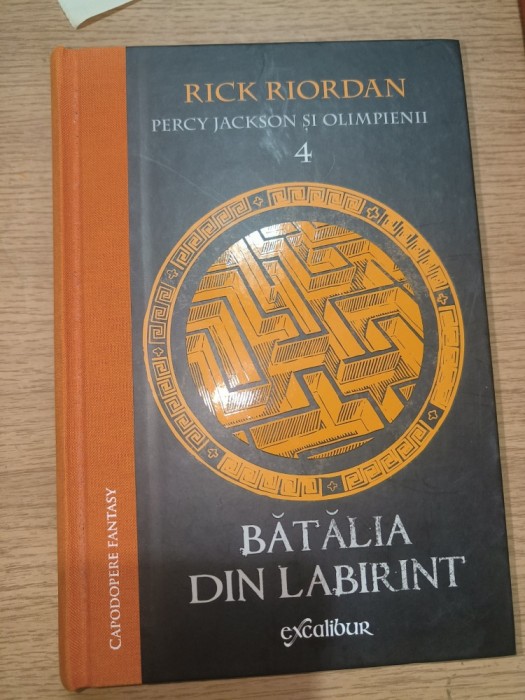 RICK RIORDAN
PERCY JACKSON ȘI OLIMPIENII
4
BĂTĂLIA
DIN LABIRINT
excalibur
CAPODOPERE FANTASY